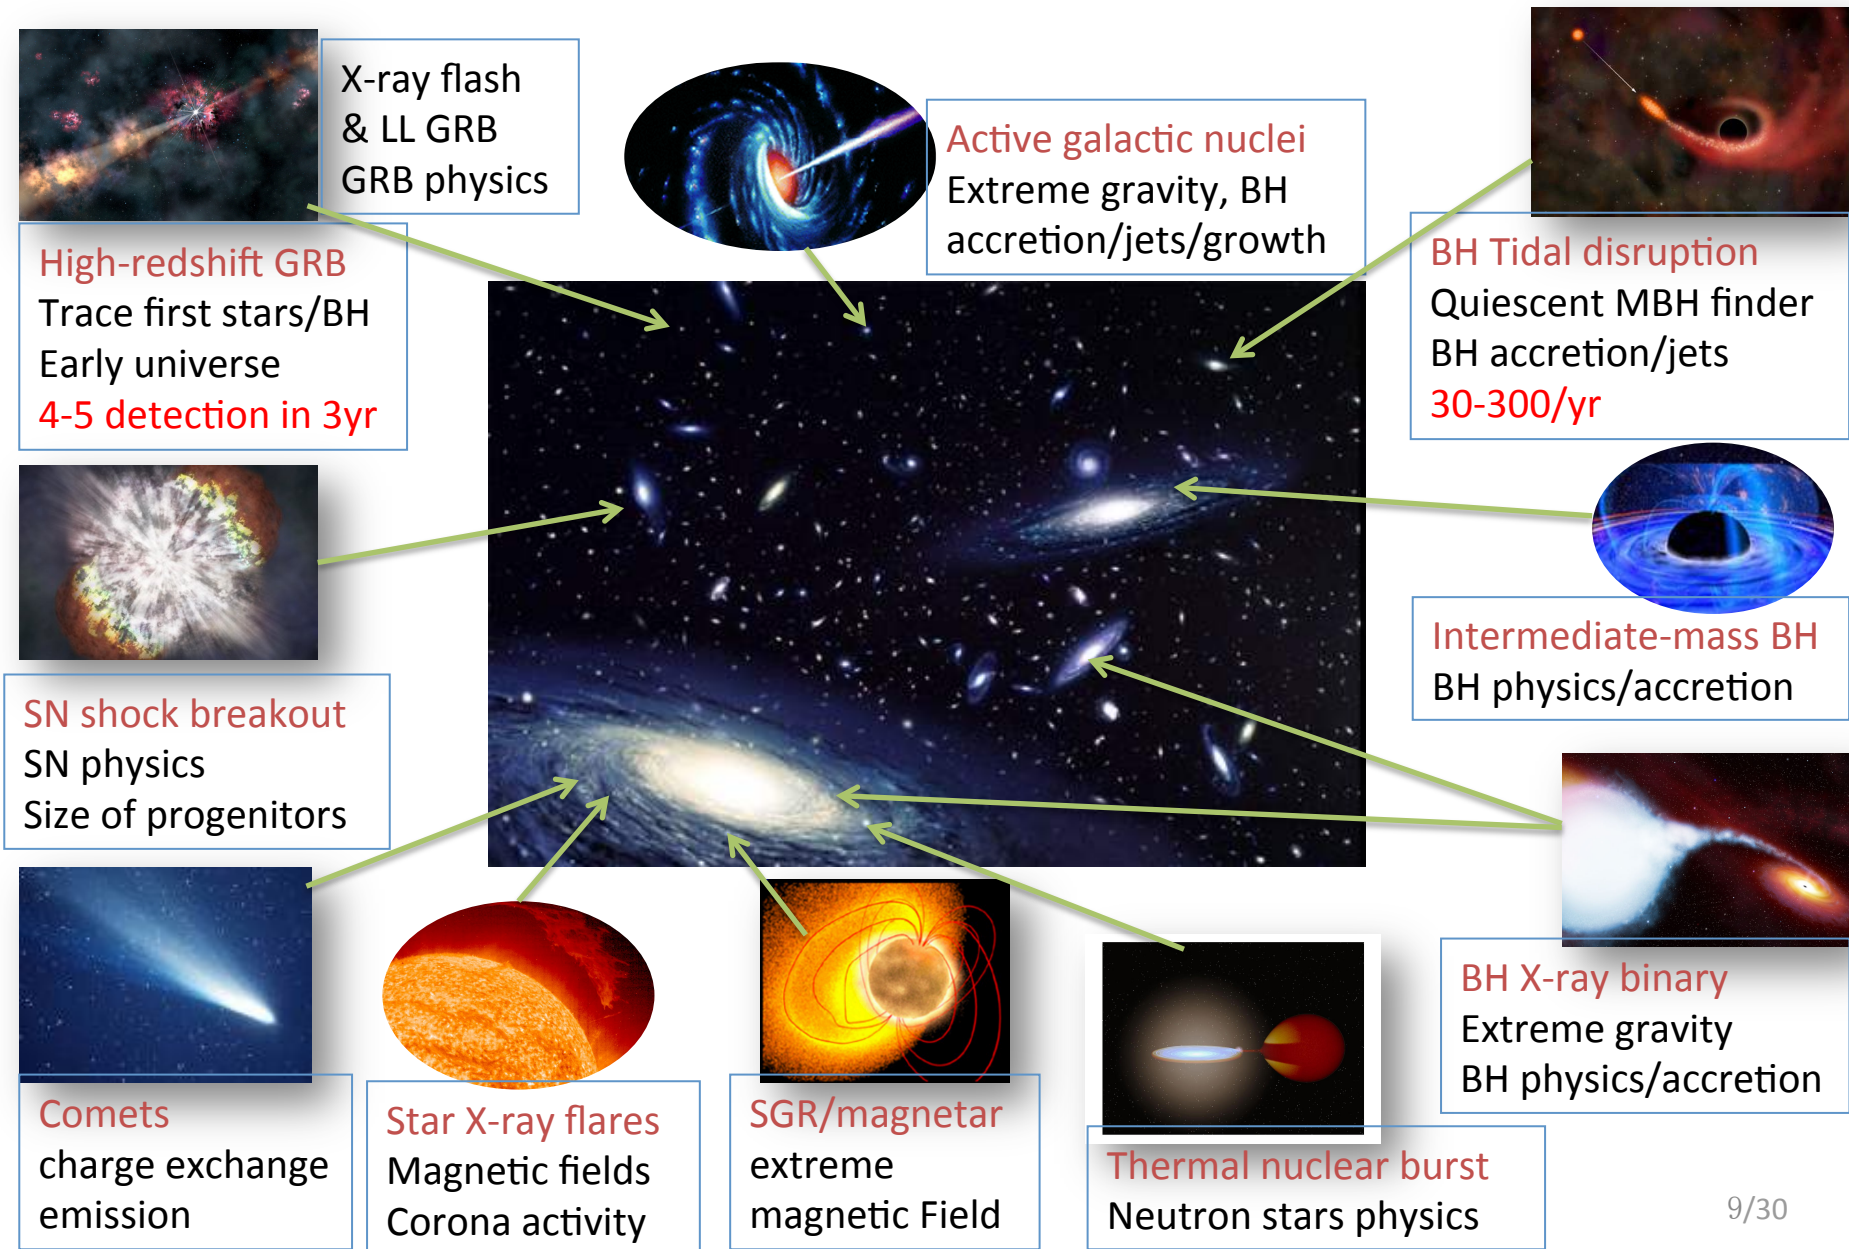 X-ray flash
& LL GRB
GRB physics
High-redshift GRB
Trace first stars/BH
Early universe
4-5 detection in 3yr
Active galactic nuclei
Extreme gravity, BH
accretion/jets/growth
BH Tidal disruption
Quiescent MBH finder
BH accretion/jets
30-300/yr
SN shock breakout
SN physics
Size of progenitors
Intermediate-mass BH
BH physics/accretion
BH X-ray binary
Extreme gravity
BH physics/accretion
Comets
charge exchange
emission
Star X-ray flares
Magnetic fields
Corona activity
SGR/magnetar
extreme
magnetic Field
Thermal nuclear burst
Neutron stars physics
9/30